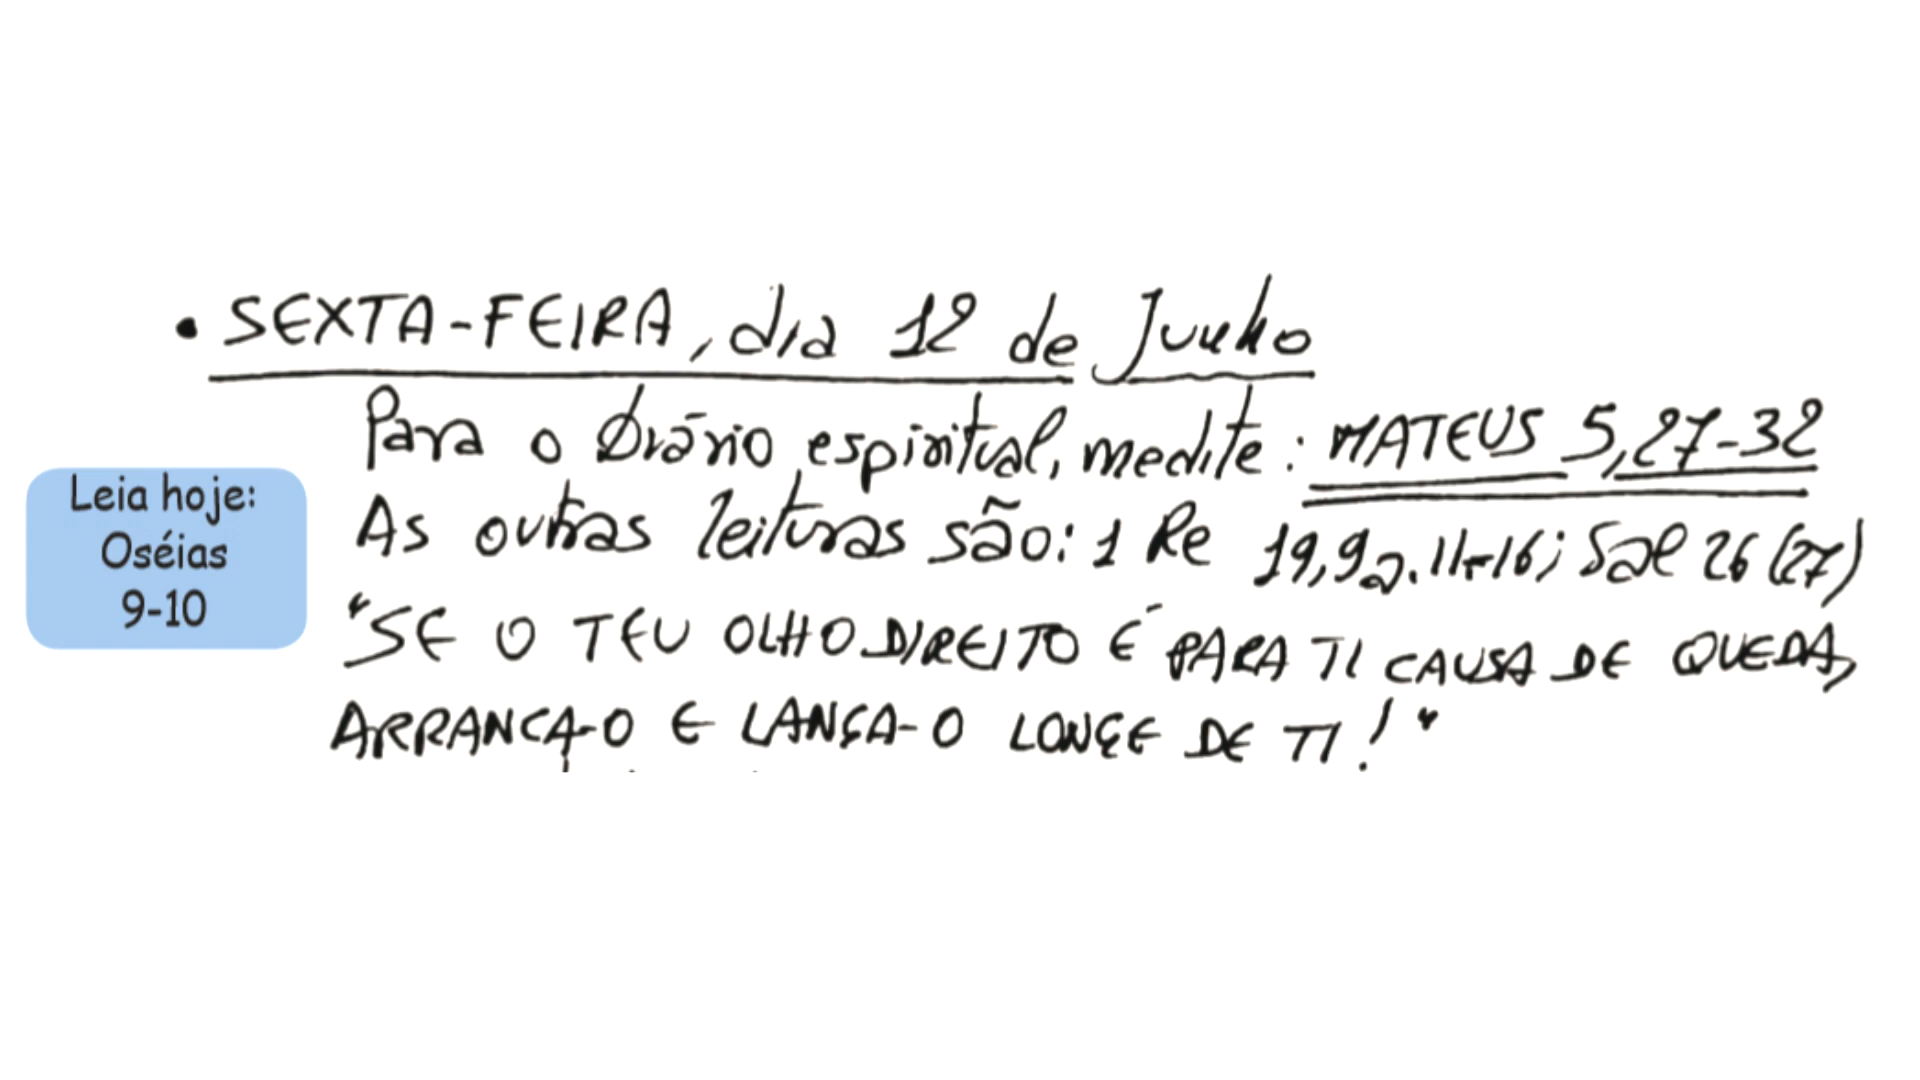 • SEXTA-FEIRA, dia 12 de Junho
Para o Diário espiritual, medite: MATEUS 5,27-32
As outras leituras são: 1 Re 19,9a.11-16; Sal 26 (27)
"SE O TEU OLHO DIREITO É PARA TI CAUSA DE QUEDA,
ARRANCA-O E LANÇA-O LONGE DE TI!"
Leia hoje:
Oséias
9-10